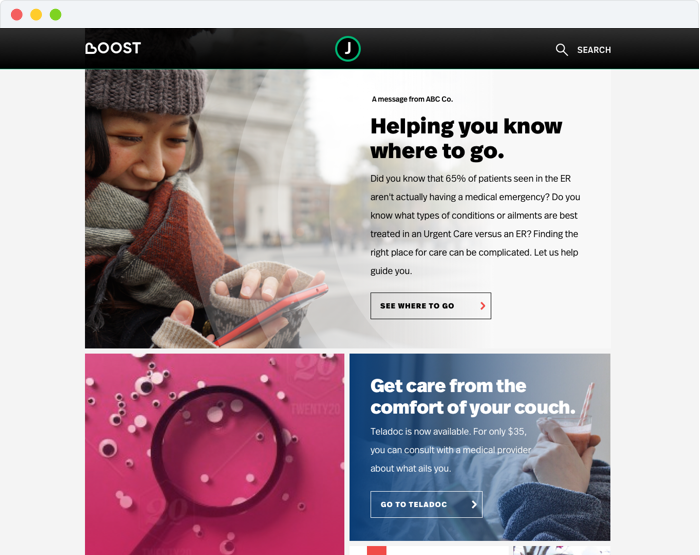 BOOST
J
SEARCH
A message from ABC Co.
Helping you know
where to go.
Did you know that 65% of patients seen in the ER
aren't actually having a medical emergency? Do you
know what types of conditions or ailments are best
treated in an Urgent Care versus an ER? Finding the
right place for care can be complicated. Let us help
guide you.
SEE WHERE TO GO
20
TWENTY20
20
Get care from the
comfort of your couch.
Teladoc is now available. For only $35,
you can consult with a medical provider
about what ails you.
GO TO TELADOC